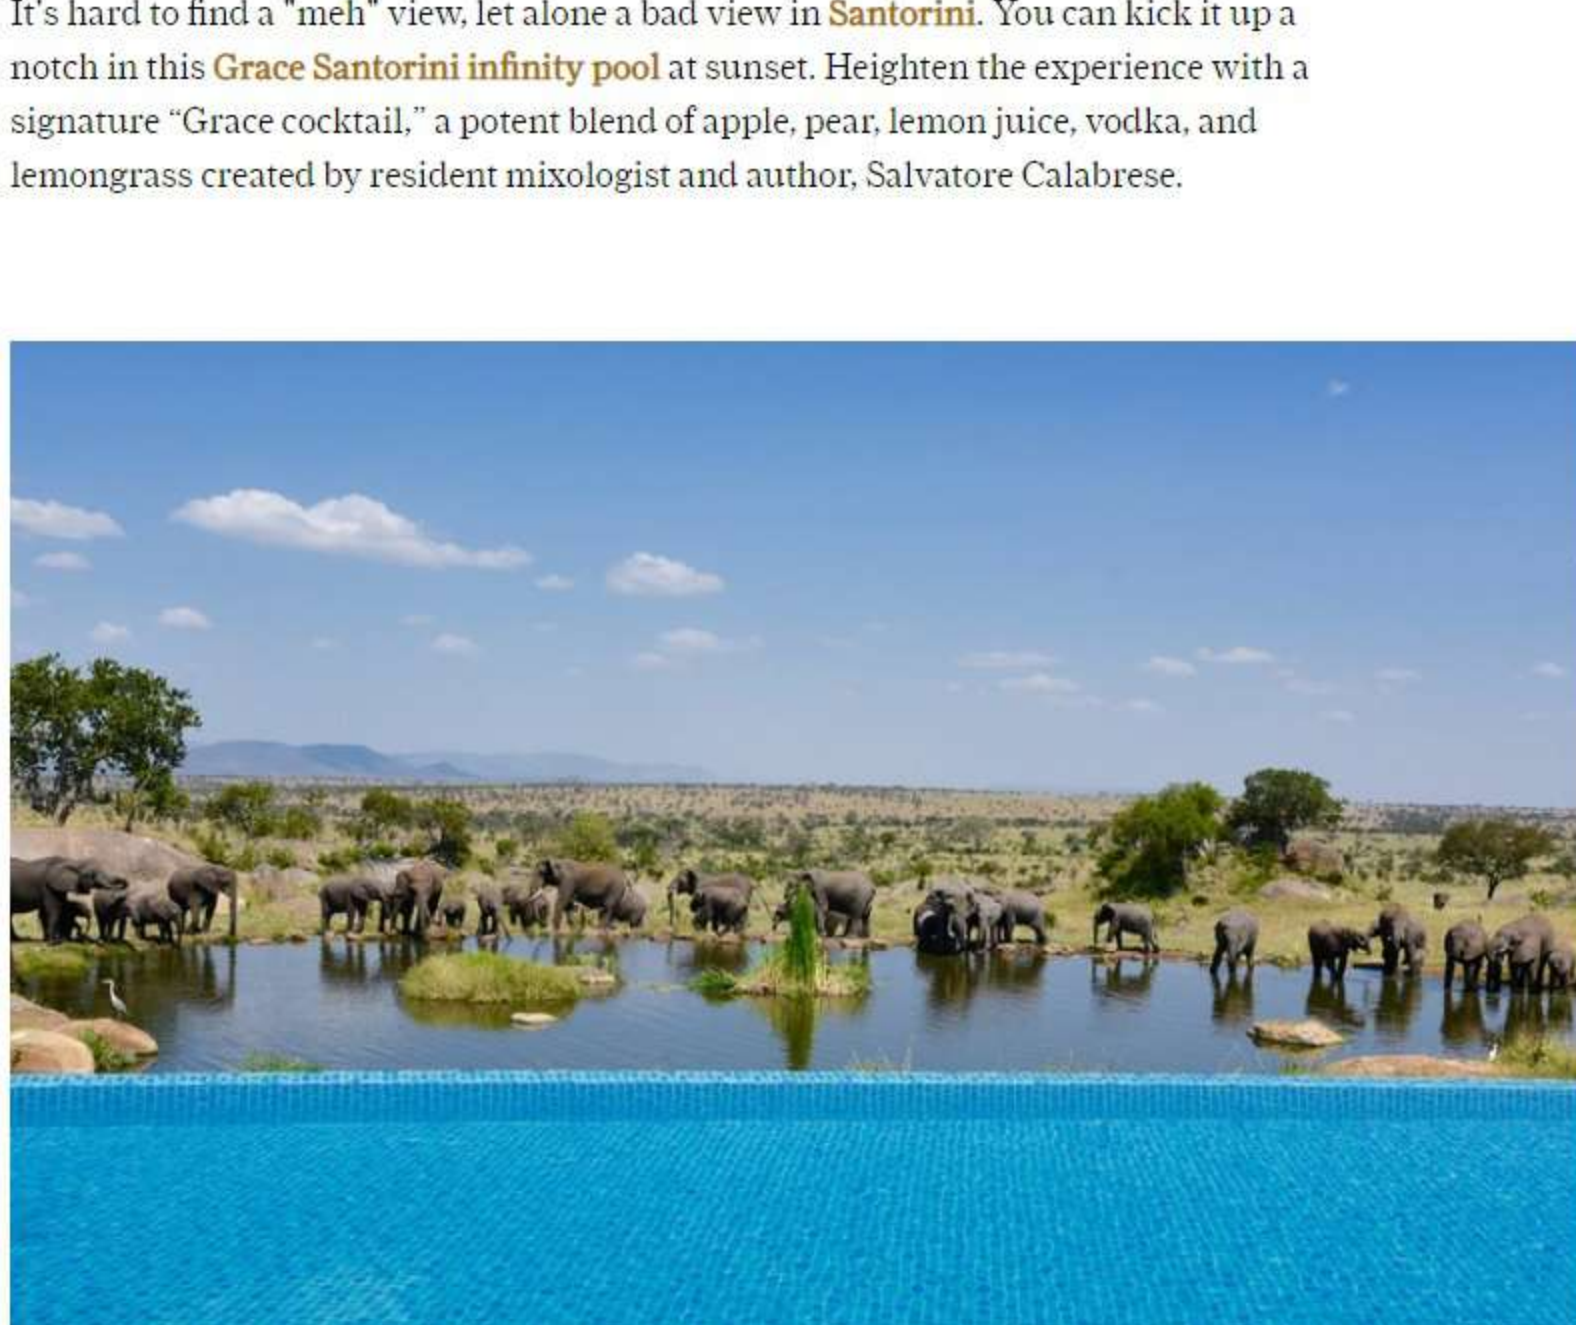 It's hard to find a "meh" view, let alone a bad view in Santorini. You can kick it up a
notch in this Grace Santorini infinity pool at sunset. Heighten the experience with a
signature “Grace cocktail,” a potent blend of apple, pear, lemon juice, vodka, and
lemongrass created by resident mixologist and author, Salvatore Calabrese.